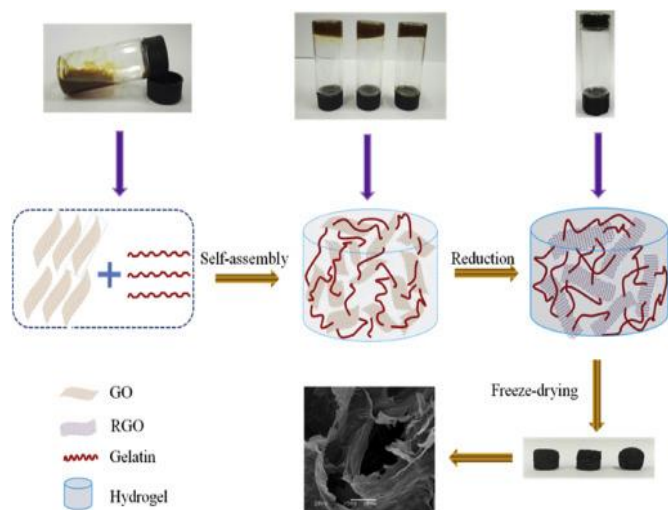 Self-assembly
Reduction
Freeze-drying
GO
RGO
Gelatin
Hydrogel